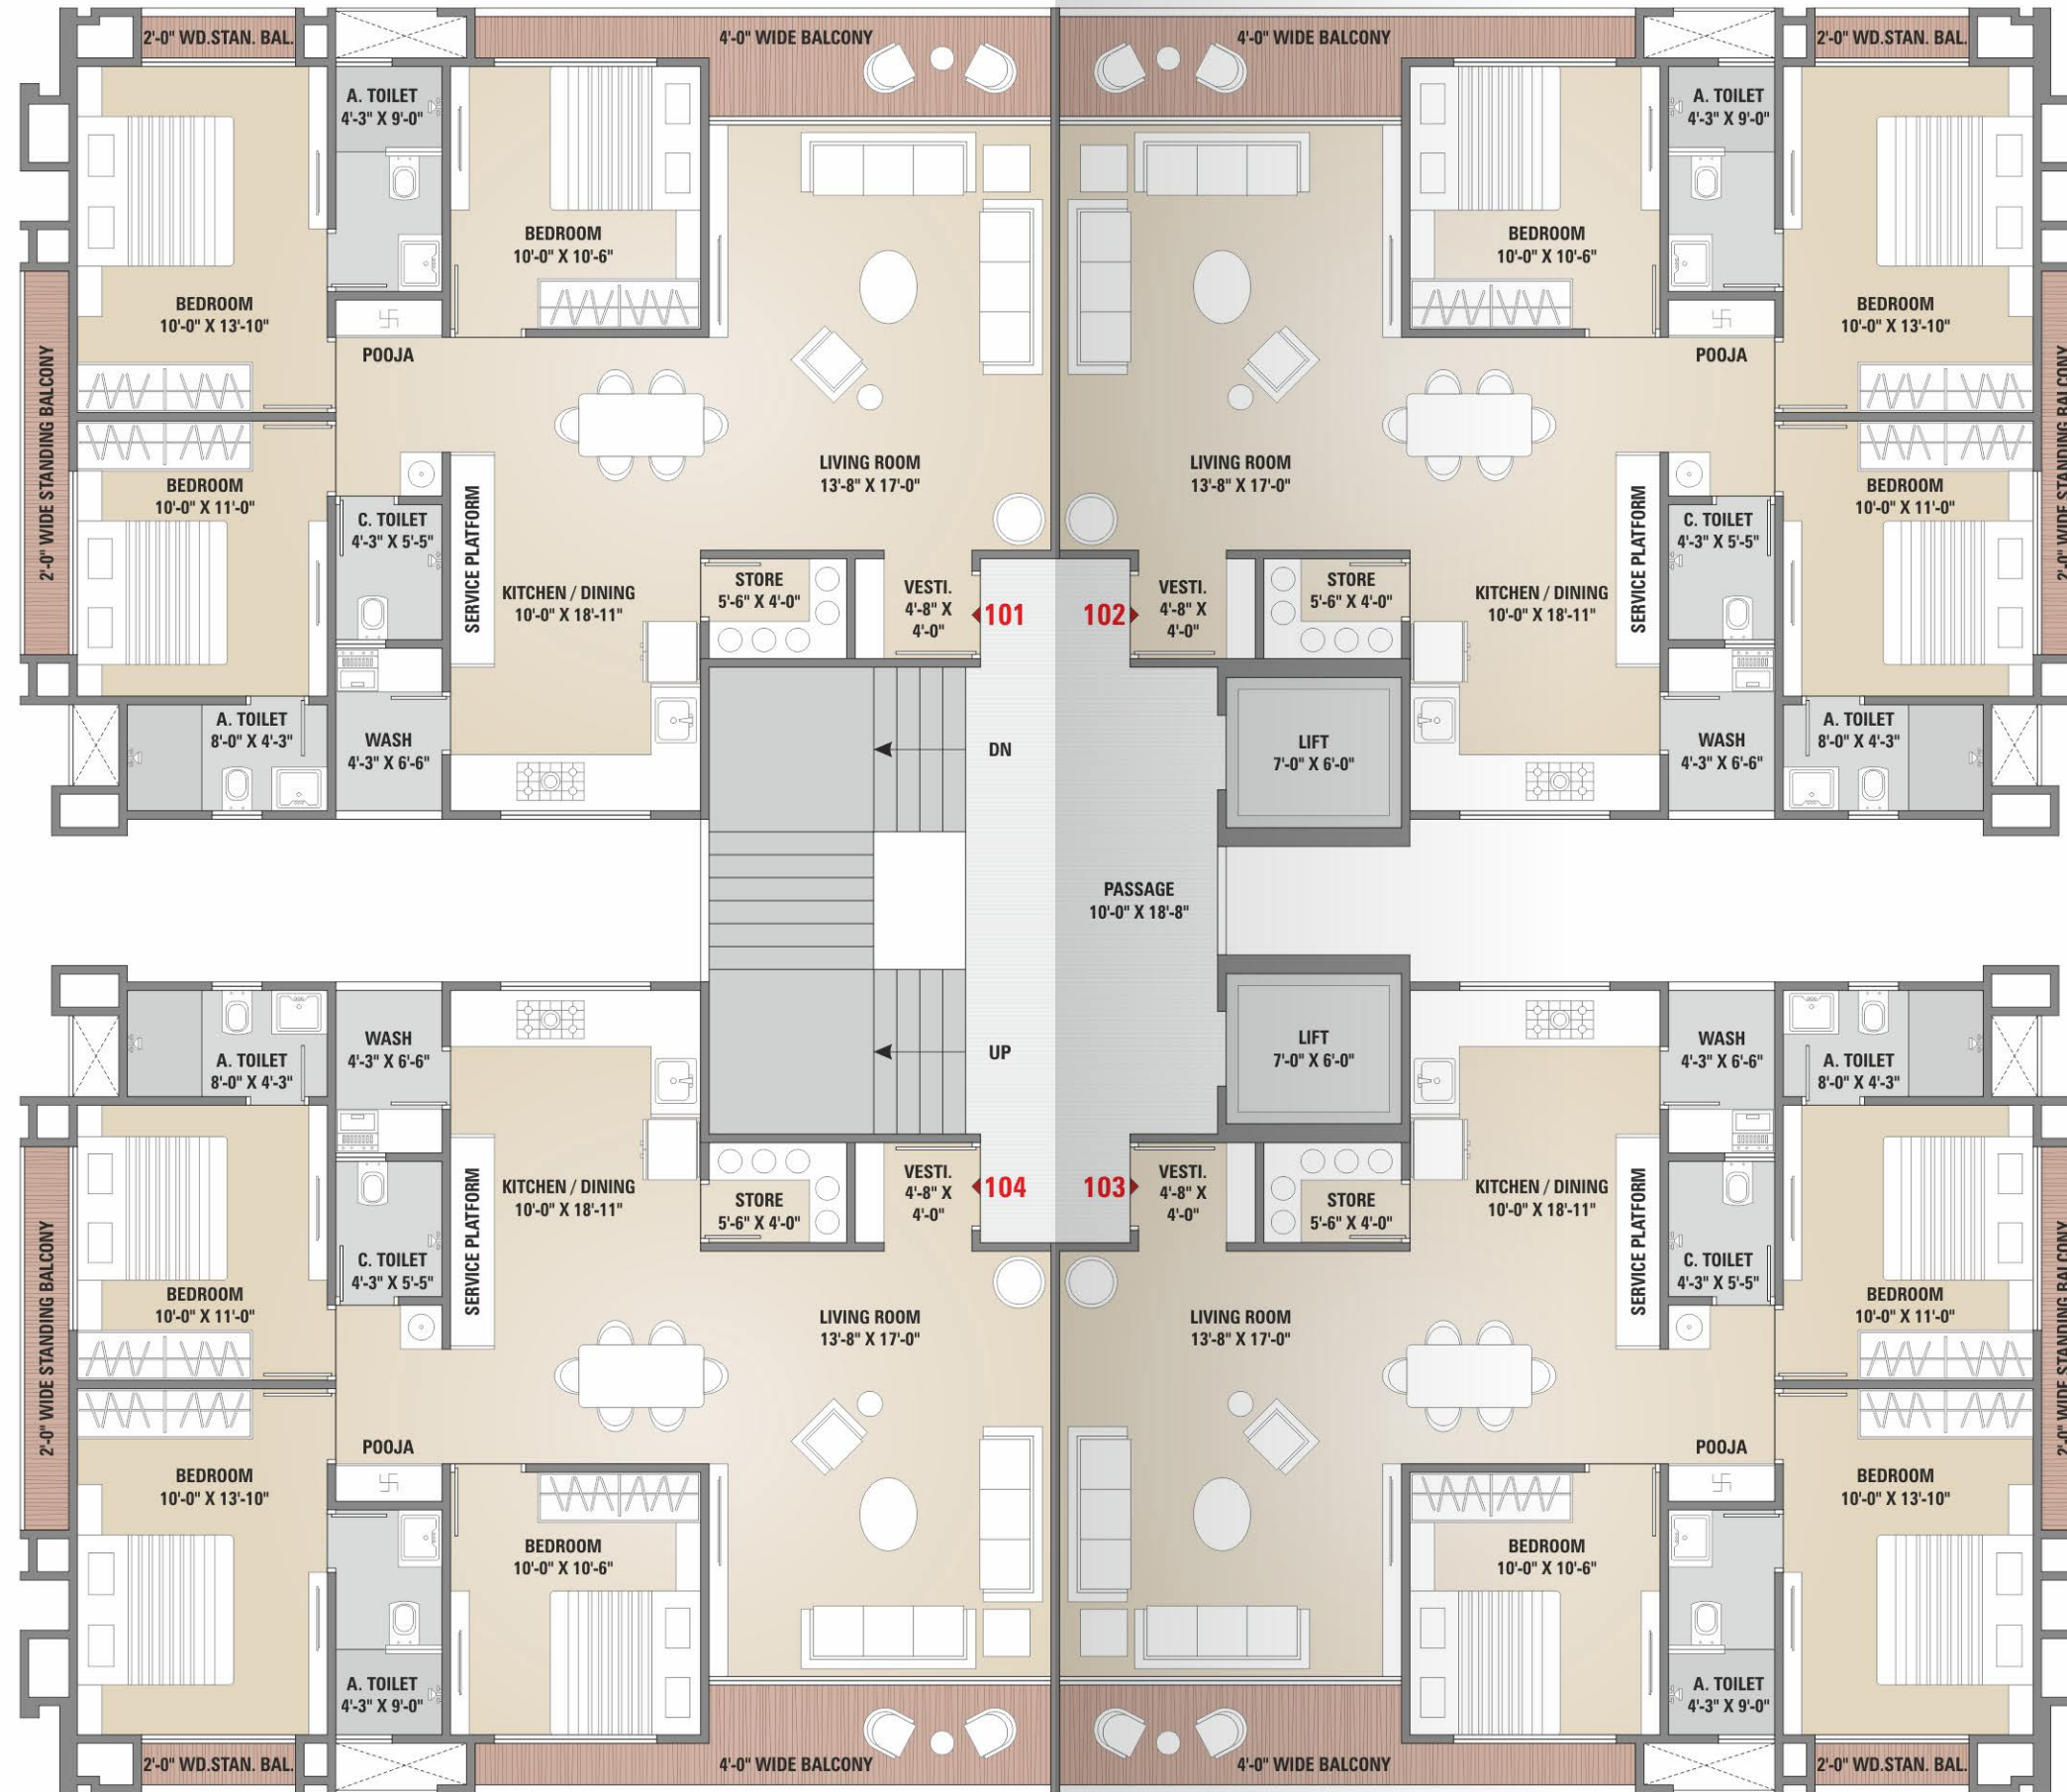 2'-0" WD.STAN. BAL.
4'-0" WIDE BALCONY
4'-0" WIDE BALCONY
2'-0" WD.STAN. BAL.
A. TOILET
4'-3" X 9'-0"
A. TOILET
4'-3" X 9'-0"
BEDROOM
10'-0" X 10'-6"
BEDROOM
10'-0" X 10'-6"
BEDROOM
10'-0" X 13'-10"
BEDROOM
10'-0" X 13'-10"
POOJA
POOJA
2'-0" WIDE STANDING BALCONY
2'-0" WIDE STANDING BALCONY
LIVING ROOM
13'-8" X 17'-0"
LIVING ROOM
13'-8" X 17'-0"
BEDROOM
10'-0" X 11'-0"
BEDROOM
10'-0" X 11'-0"
C. TOILET
4'-3" X 5'-5"
C. TOILET
4'-3" X 5'-5"
SERVICE PLATFORM
SERVICE PLATFORM
KITCHEN / DINING
10'-0" X 18'-11"
STORE
5'-6" X 4'-0"
VESTI.
4'-8" X
4'-0"
101
102
VESTI.
4'-8" X
4'-0"
STORE
5'-6" X 4'-0"
KITCHEN / DINING
10'-0" X 18'-11"
A. TOILET
8'-0" X 4'-3"
WASH
4'-3" X 6'-6"
DN
LIFT
7'-0" X 6'-0"
WASH
4'-3" X 6'-6"
A. TOILET
8'-0" X 4'-3"
PASSAGE
10'-0" X 18'-8"
A. TOILET
8'-0" X 4'-3"
WASH
4'-3" X 6'-6"
UP
LIFT
7'-0" X 6'-0"
WASH
4'-3" X 6'-6"
A. TOILET
8'-0" X 4'-3"
KITCHEN / DINING
10'-0" X 18'-11"
STORE
5'-6" X 4'-0"
VESTI.
4'-8" X
4'-0"
104
103
VESTI.
4'-8" X
4'-0"
STORE
5'-6" X 4'-0"
KITCHEN / DINING
10'-0" X 18'-11"
SERVICE PLATFORM
SERVICE PLATFORM
C. TOILET
4'-3" X 5'-5"
C. TOILET
4'-3" X 5'-5"
BEDROOM
10'-0" X 11'-0"
BEDROOM
10'-0" X 11'-0"
2'-0" WIDE STANDING BALCONY
2'-0" WIDE STANDING BALCONY
LIVING ROOM
13'-8" X 17'-0"
LIVING ROOM
13'-8" X 17'-0"
POOJA
POOJA
BEDROOM
10'-0" X 13'-10"
BEDROOM
10'-0" X 13'-10"
BEDROOM
10'-0" X 10'-6"
BEDROOM
10'-0" X 10'-6"
A. TOILET
4'-3" X 9'-0"
A. TOILET
4'-3" X 9'-0"
2'-0" WD.STAN. BAL.
4'-0" WIDE BALCONY
4'-0" WIDE BALCONY
2'-0" WD.STAN. BAL.